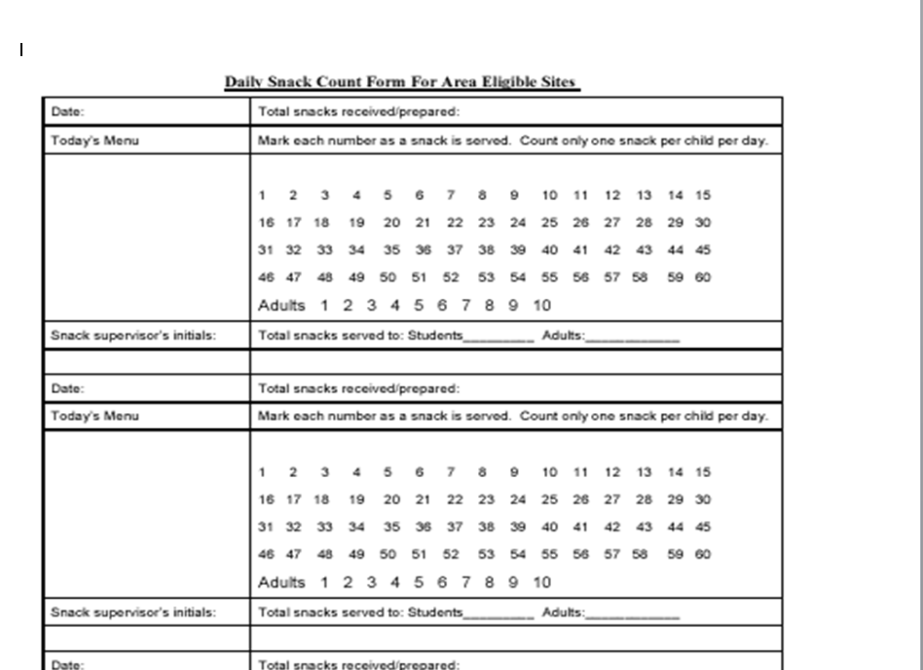 Daily Snack Count Form For Area Eligible Sites
Date: Total snacks received/prepared:
Today's Menu Mark each number as a snack is served. Count only one snack per child per day.
1 2 3 4 5 6 7 8 9 10 11 12 13 14 15
16 17 18 19 20 21 22 23 24 25 26 27 28 29 30
31 32 33 34 35 36 37 38 39 40 41 42 43 44 45
46 47 48 49 50 51 52 53 54 55 56 57 58 59 60
Adults 1 2 3 4 5 6 7 8 9 10
Snack supervisor's initials: Total snacks served to: Students_________ Adults:____________
Date: Total snacks received/prepared:
Today's Menu Mark each number as a snack is served. Count only one snack per child per day.
1 2 3 4 5 6 7 8 9 10 11 12 13 14 15
16 17 18 19 20 21 22 23 24 25 26 27 28 29 30
31 32 33 34 35 36 37 38 39 40 41 42 43 44 45
46 47 48 49 50 51 52 53 54 55 56 57 58 59 60
Adults 1 2 3 4 5 6 7 8 9 10
Snack supervisor's initials: Total snacks served to: Students_________ Adults:____________
Date: Total snacks received/prepared: